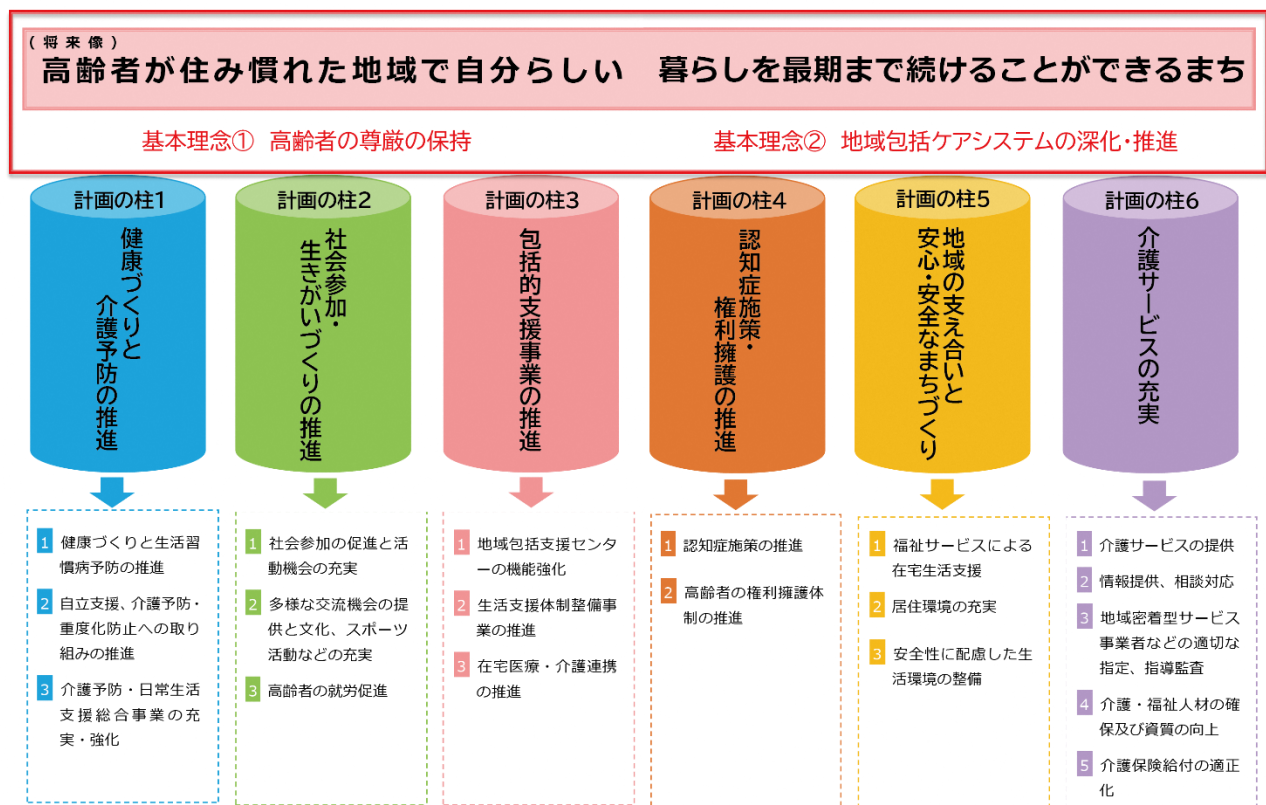 (将来像)
高齢者が住み慣れた地域で自分らしい　暮らしを最期まで続けることができるまち
基本理念①　高齢者の尊厳の保持
基本理念②　地域包括ケアシステムの深化・推進
計画の柱1
健康づくりと
介護予防の推進
1 健康づくりと生活習
慣病予防の推進
2 自立支援、介護予防・
重度化防止への取り
組みの推進
3 介護予防・日常生活
支援総合事業の充
実・強化
計画の柱2
社会参加・
生きがいづくりの推進
1 社会参加の促進と活
動機会の充実
2 多様な交流機会の提
供と文化、スポーツ
活動などの充実
3 高齢者の就労促進
計画の柱3
包括的支援事業の推進
1 地域包括支援センタ
ーの機能強化
2 生活支援体制整備事
業の推進
3 在宅医療・介護連携
の推進
計画の柱4
認知症施策・
権利擁護の推進
1 認知症施策の推進
2 高齢者の権利擁護体
制の推進
計画の柱5
地域の支え合いと
安心・安全なまちづくり
1 福祉サービスによる
在宅生活支援
2 居住環境の充実
3 安全性に配慮した生
活環境の整備
計画の柱6
介護サービスの充実
1 介護サービスの提供
2 情報提供、相談対応
3 地域密着型サービス
事業者などの適切な
指定、指導監査
4 介護・福祉人材の確
保及び資質の向上
5 介護保険給付の適正
化